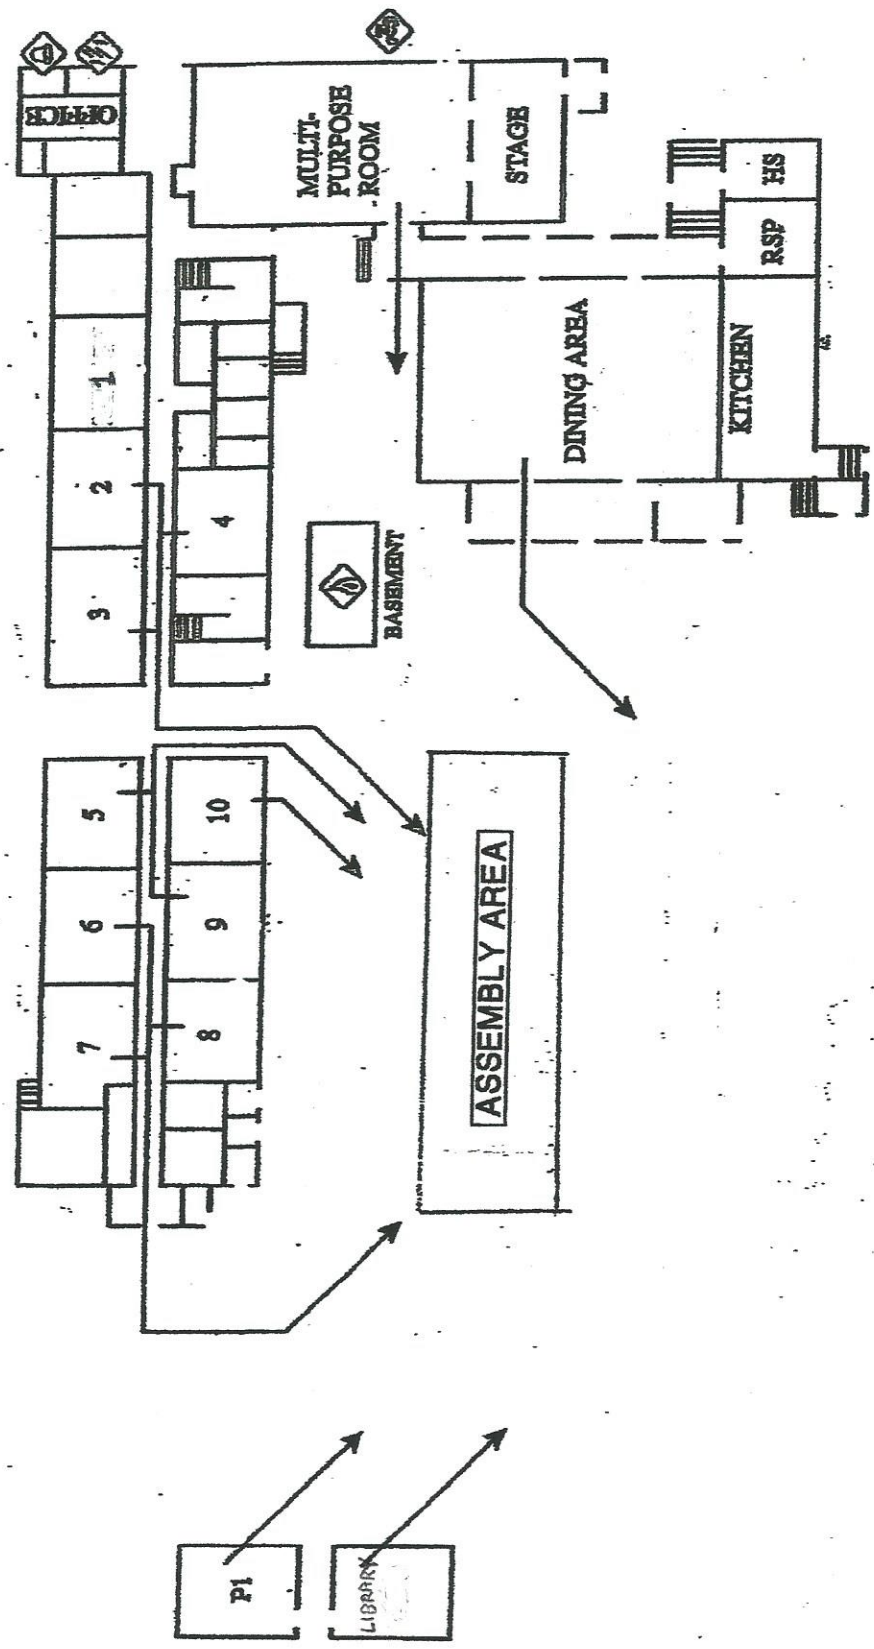 OFFICE
1
2
3
4
MULTI-
PURPOSE
ROOM
STAGE
HS
RSP
KITCHEN
DINING AREA
BASEMENT
5
6
7
10
9
8
ASSEMBLY AREA
P1
LIBRARY